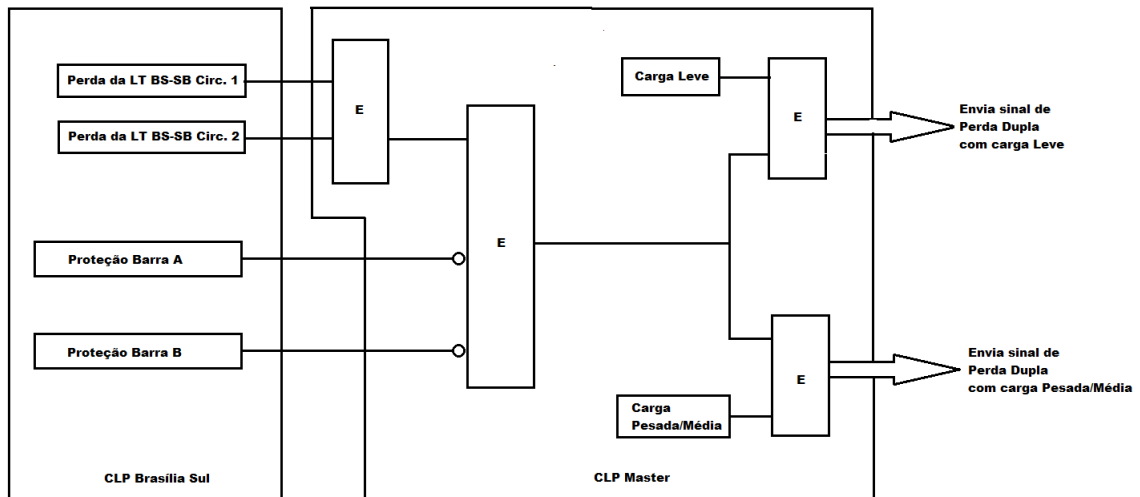 Perda da LT BS-SB Circ. 1
Perda da LT BS-SB Circ. 2
Proteção Barra A
Proteção Barra B
CLP Brasília Sul
E
E
Carga Leve
E
Envia sinal de
Perda Dupla
com carga Leve
Carga
Pesada/Média
E
Envia sinal de
Perda Dupla
com carga Pesada/Média
CLP Master